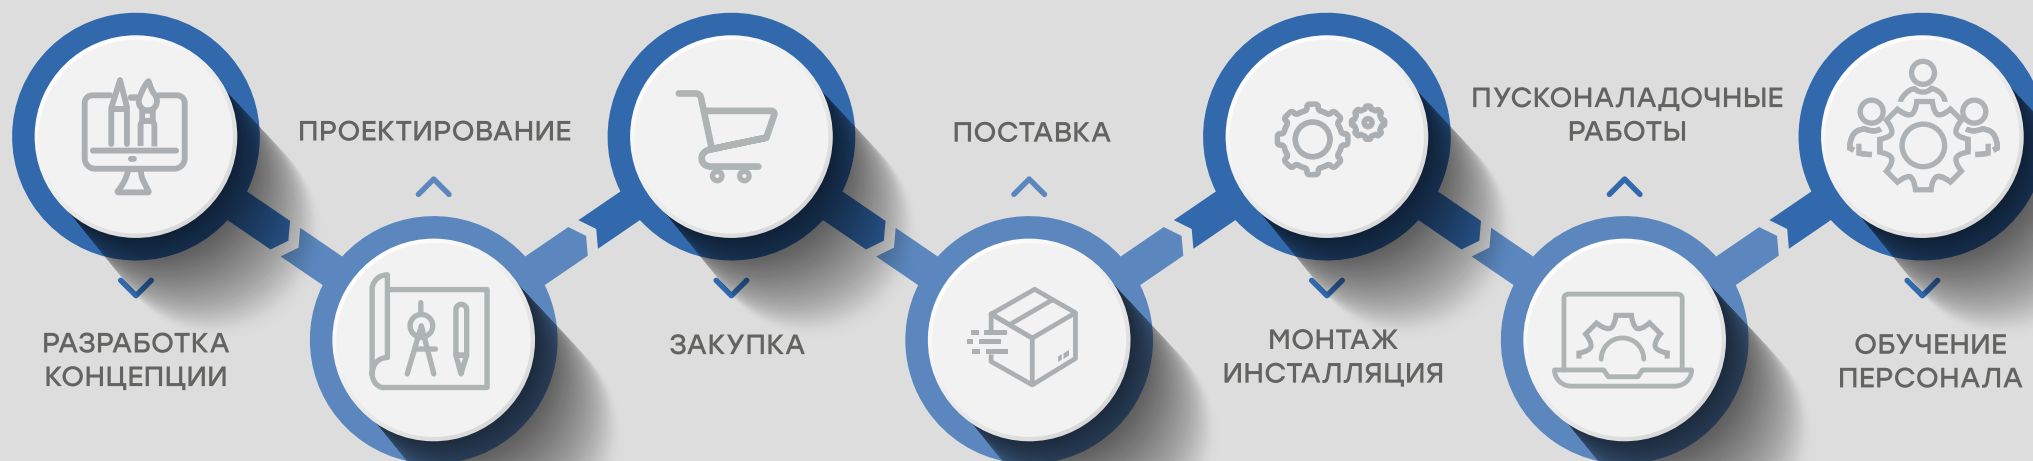 РАЗРАБОТКА
КОНЦЕПЦИИ
ПРОЕКТИРОВАНИЕ
ЗАКУПКА
ПОСТАВКА
МОНТАЖ
ИНСТАЛЛЯЦИЯ
ПУСКОНАЛАДОЧНЫЕ
РАБОТЫ
ОБУЧЕНИЕ
ПЕРСОНАЛА